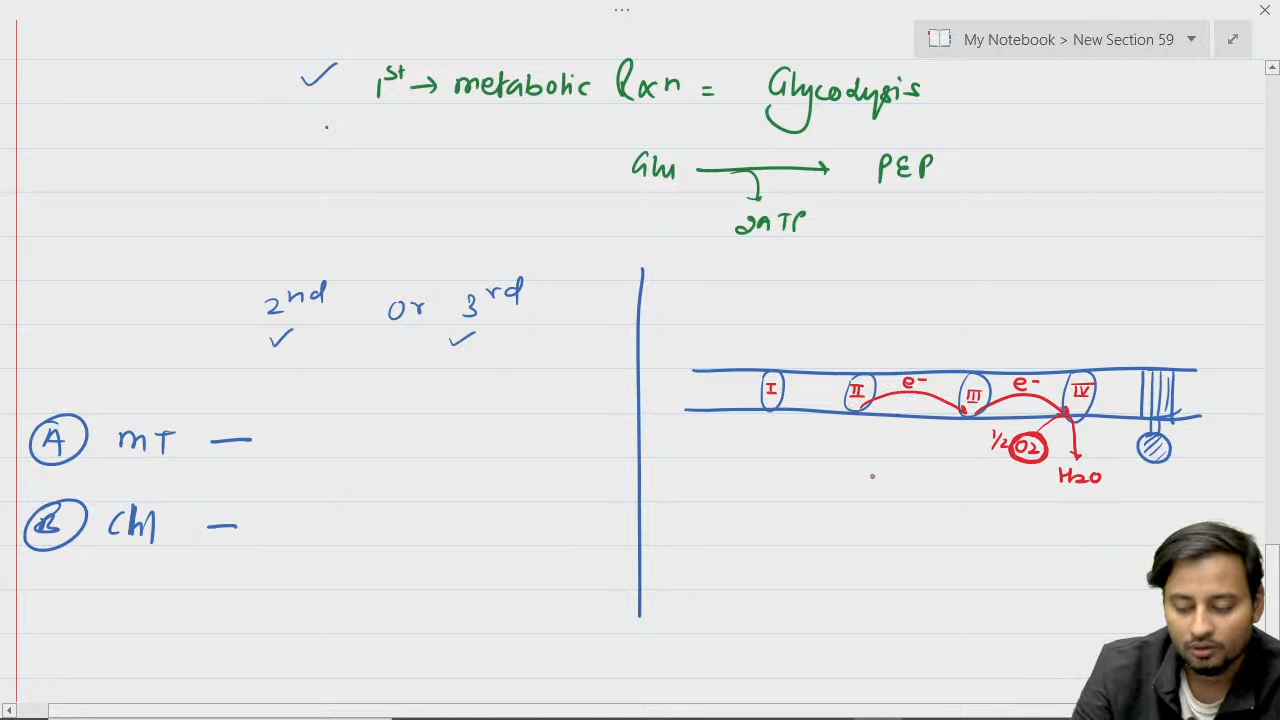 ...
My Notebook > New Section 59
1st → metabolic Rxn = Glycodysis
Glu → PEP
2ATP
2nd or 3rd
I II e- III e- IV
A mT —
1/2 O2
H2O
B Chl —